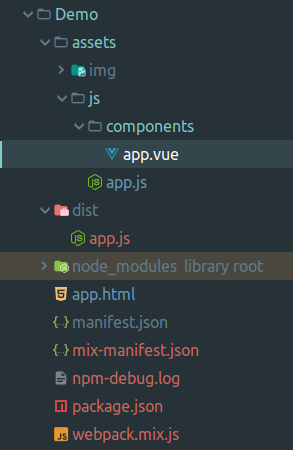 Demo
assets
img
js
components
app.vue
app.js
dist
app.js
node_modules library root
app.html
manifest.json
mix-manifest.json
npm-debug.log
package.json
webpack.mix.js